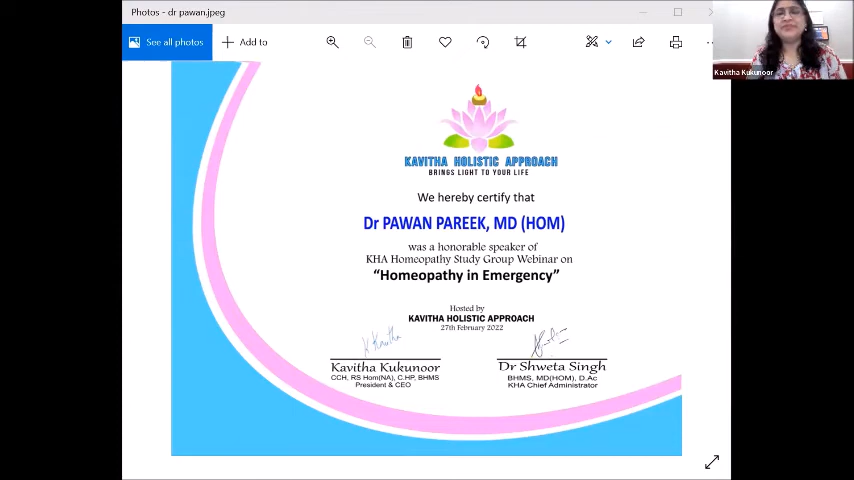 Photos - dr pawan.jpeg
See all photos
Add to
Kavitha Kukunoor
KAVITHA HOLISTIC APPROACH
BRINGS LIGHT TO YOUR LIFE
We hereby certify that
Dr PAWAN PAREEK, MD (HOM)
was a honorable speaker of
KHA Homeopathy Study Group Webinar on
“Homeopathy in Emergency”
Hosted by
KAVITHA HOLISTIC APPROACH
27th February 2022
K Kavitha
Kavitha Kukunoor
CCH, RS Hom(NA), C.HP, BHMS
President & CEO
Dr Shweta Singh
BHMS, MD(HOM), D.Ac
KHA Chief Administrator